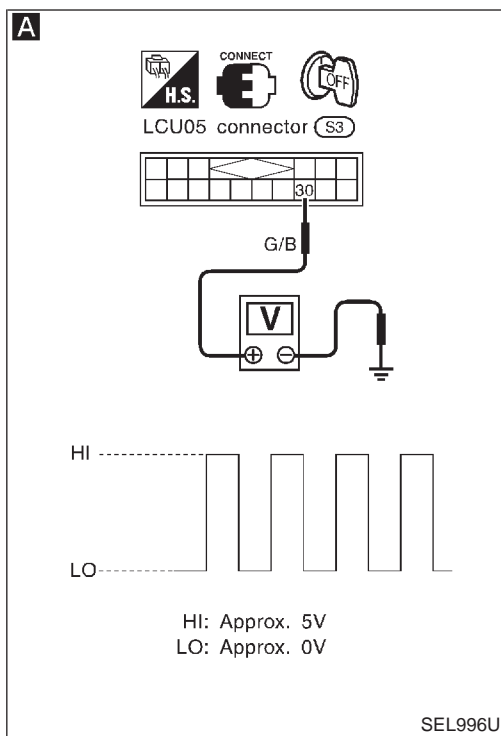 A
CONNECT
H.S.
OFF
LCU05 connector S3
30
G/B
V
+ −
HI
LO
HI: Approx. 5V
LO: Approx. 0V
SEL996U